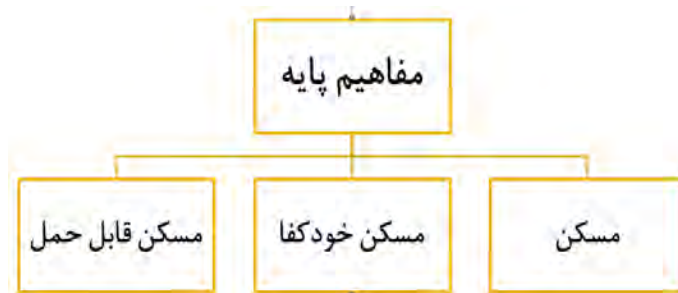 مفاهیم پایه
مسکن
مسکن خودکفا
مسکن قابل حمل